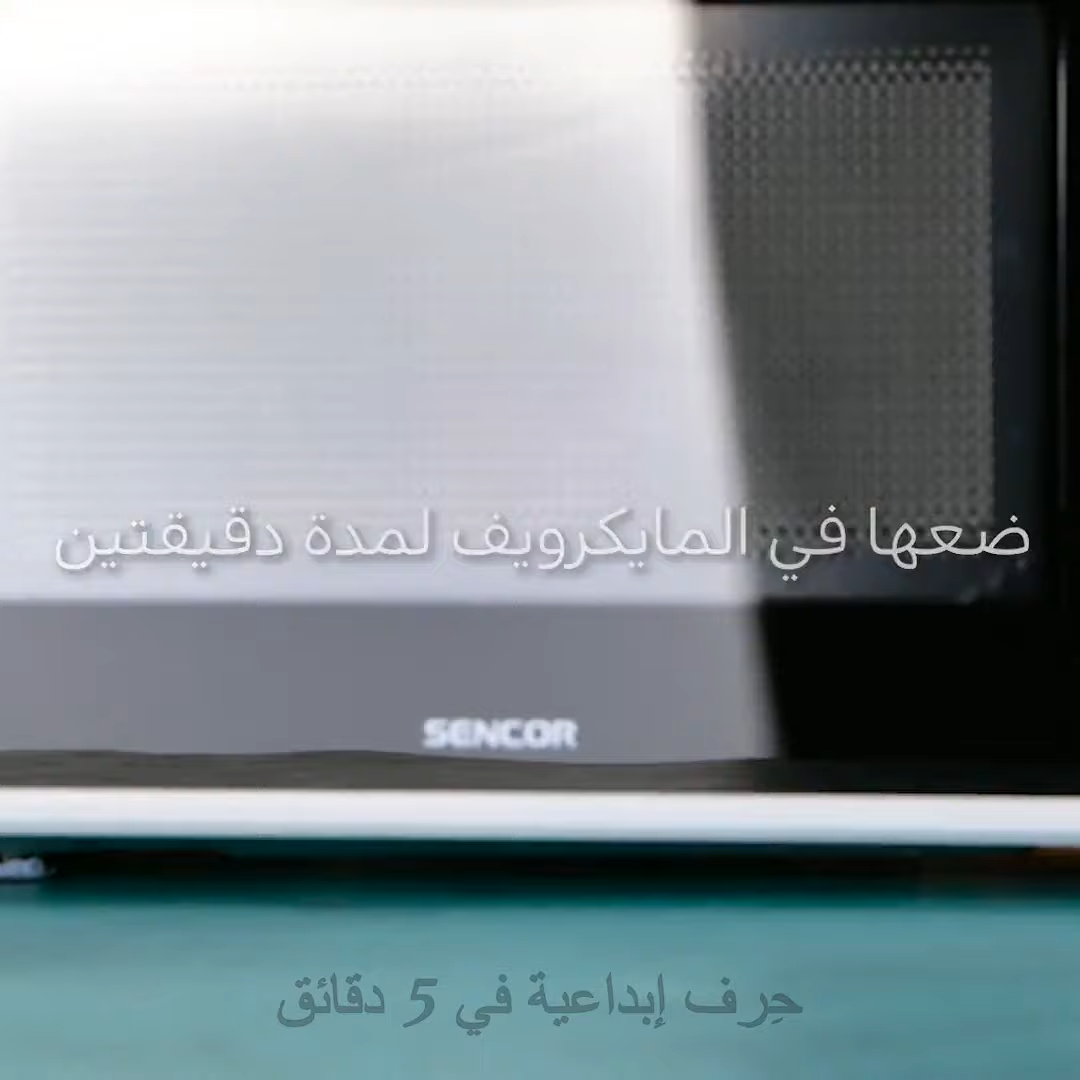 ضعها في المايكرويف لمدة دقيقتين
SENCOR
حِرف إبداعية في 5 دقائق